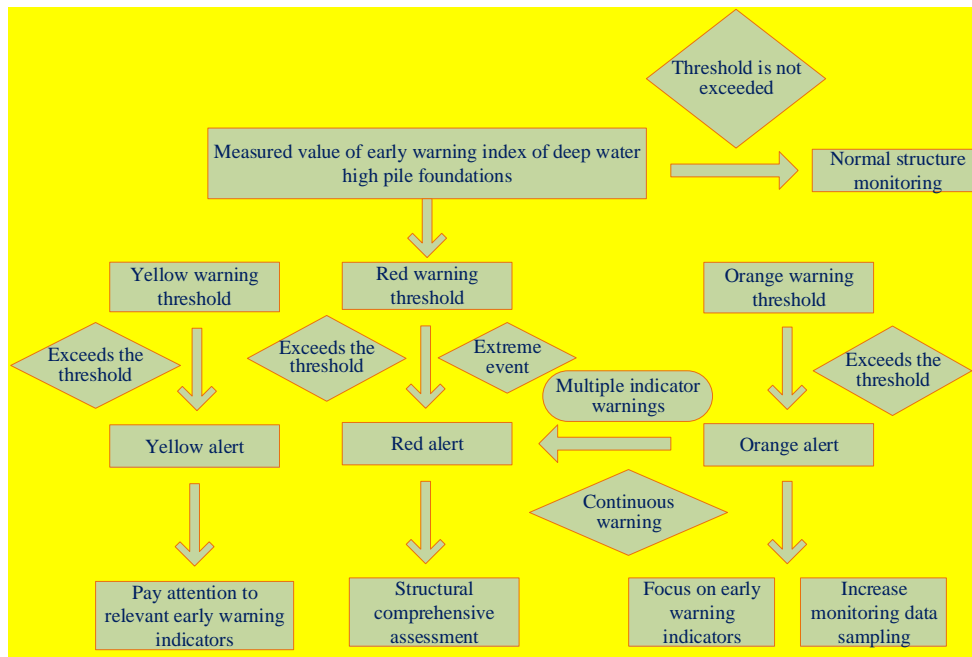 Threshold is not
exceeded
Measured value of early warning index of deep water
high pile foundations
Normal structure
monitoring
Yellow warning
threshold
Red warning
threshold
Orange warning
threshold
Exceeds the
threshold
Exceeds the
threshold
Extreme
event
Exceeds the
threshold
Multiple indicator
warnings
Yellow alert
Red alert
Orange alert
Continuous
warning
Pay attention to
relevant early warning
indicators
Structural
comprehensive
assessment
Focus on early
warning
indicators
Increase
monitoring data
sampling